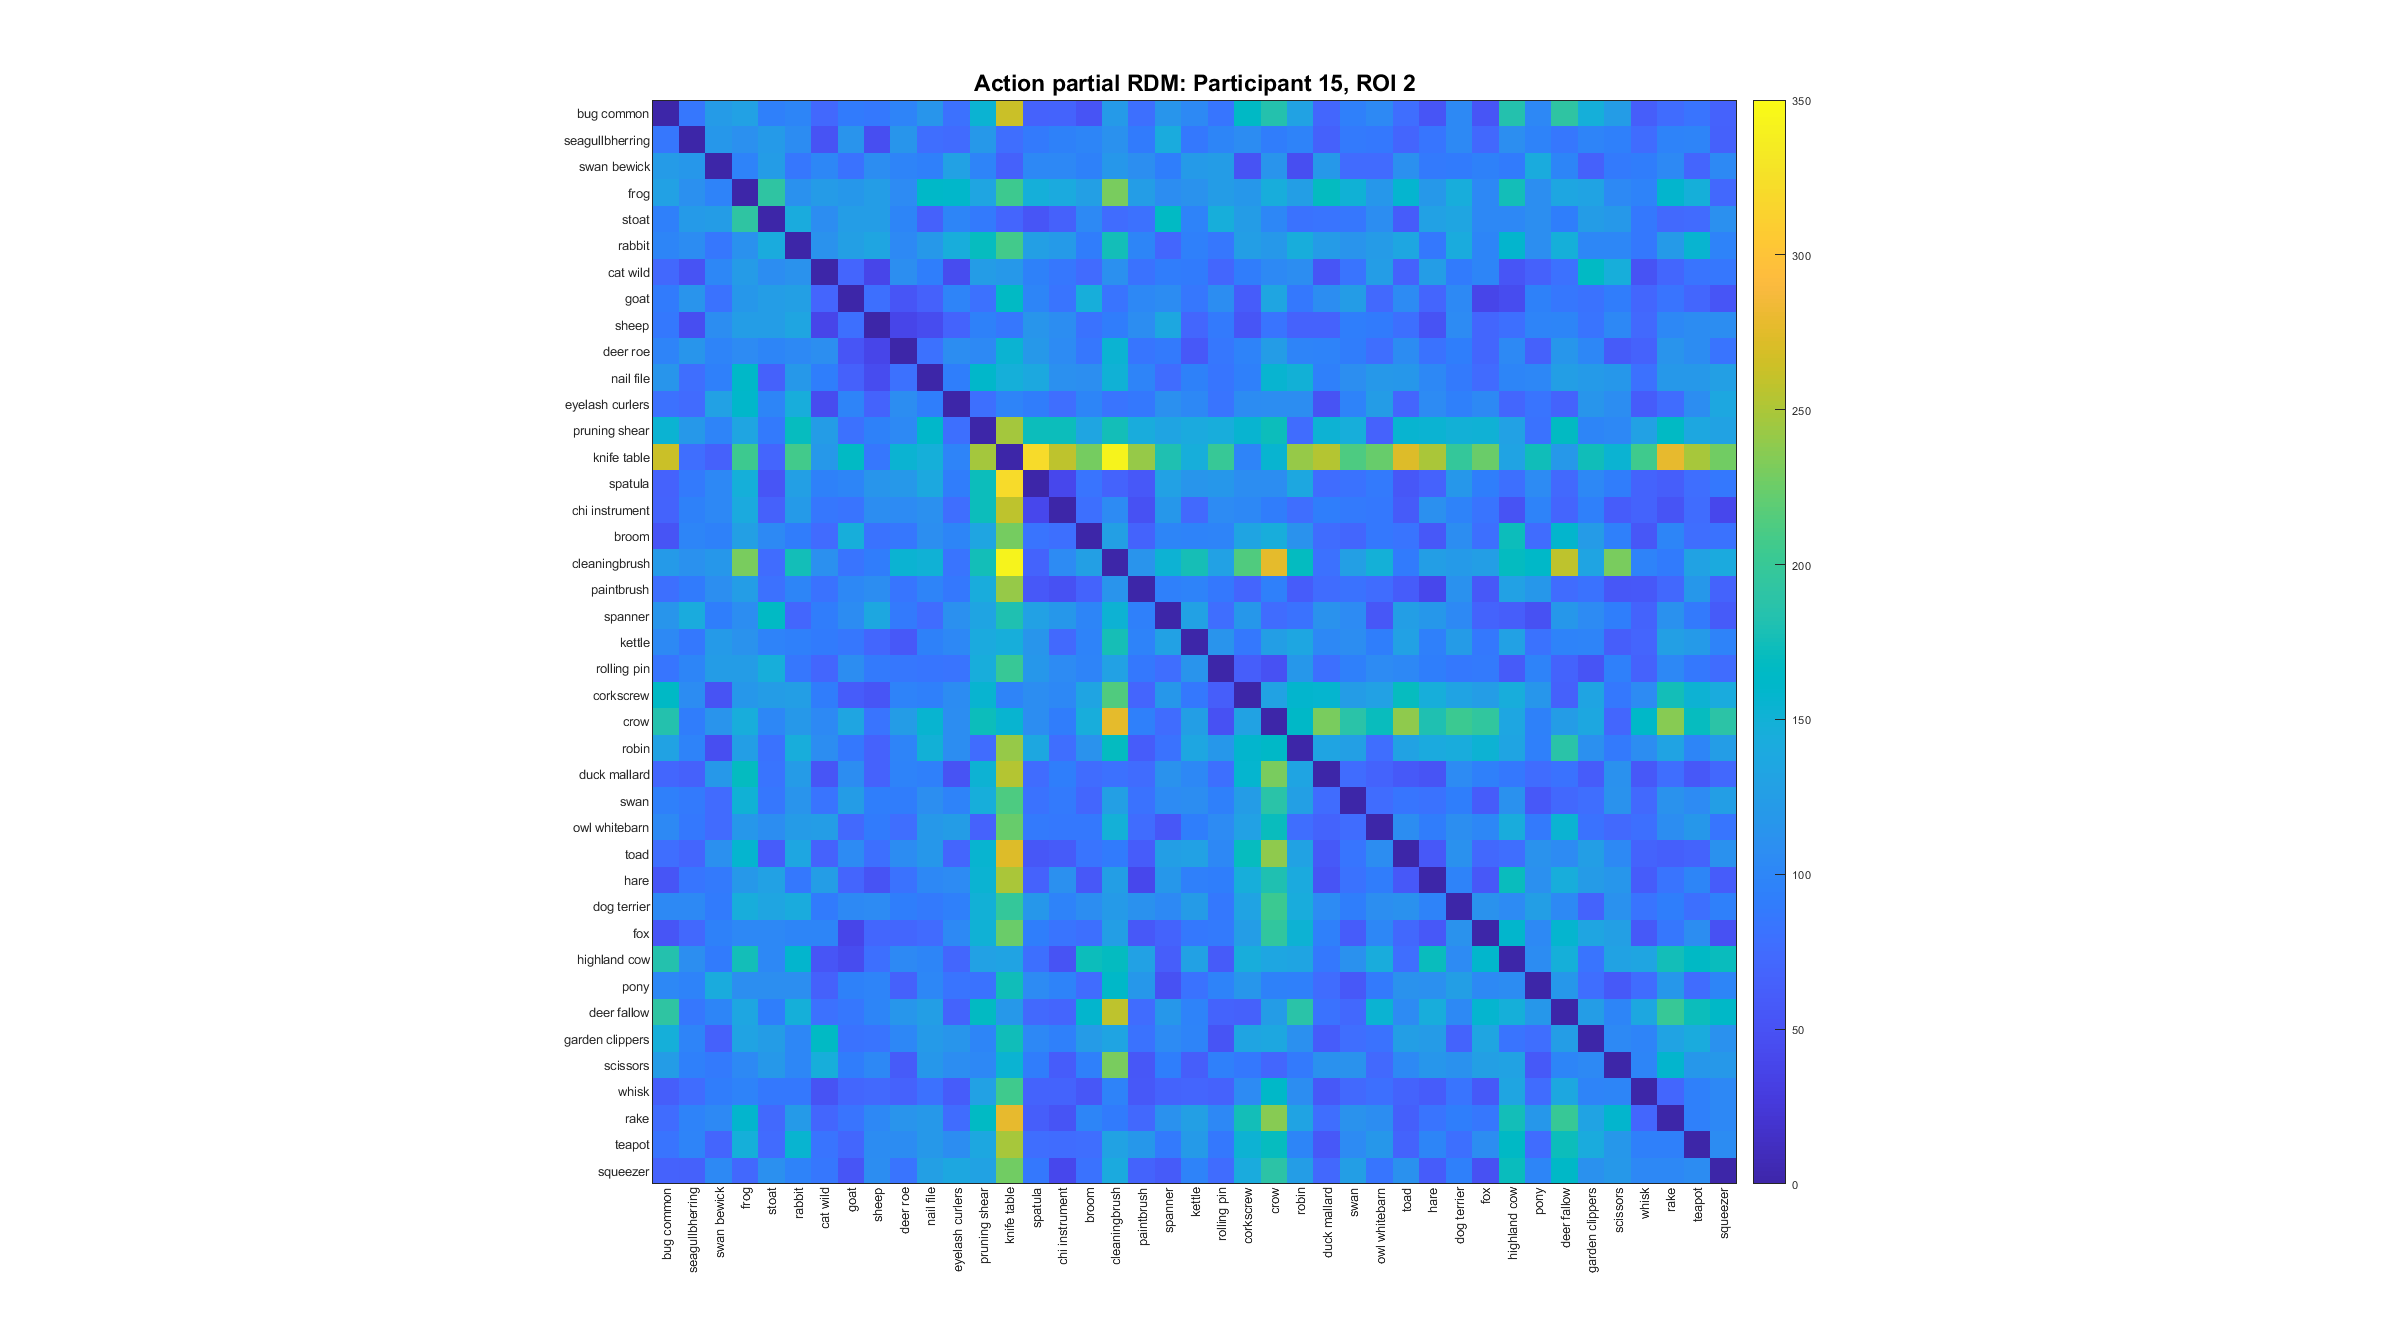 Action partial RDM: Participant 15, ROI 2
bug common
seagullbherring
swan bewick
frog
stoat
rabbit
cat wild
goat
sheep
deer roe
nail file
eyelash curlers
pruning shear
knife table
spatula
chi instrument
broom
cleaningbrush
paintbrush
spanner
kettle
rolling pin
corkscrew
crow
robin
duck mallard
swan
owl whitebarn
toad
hare
dog terrier
fox
highland cow
pony
deer fallow
garden clippers
scissors
whisk
rake
teapot
squeezer
bug common
seagullbherring
swan bewick
frog
stoat
rabbit
cat wild
goat
sheep
deer roe
nail file
eyelash curlers
pruning shear
knife table
spatula
chi instrument
broom
cleaningbrush
paintbrush
spanner
kettle
rolling pin
corkscrew
crow
robin
duck mallard
swan
owl whitebarn
toad
hare
dog terrier
fox
highland cow
pony
deer fallow
garden clippers
scissors
whisk
rake
teapot
squeezer
350
300
250
200
150
100
50
0